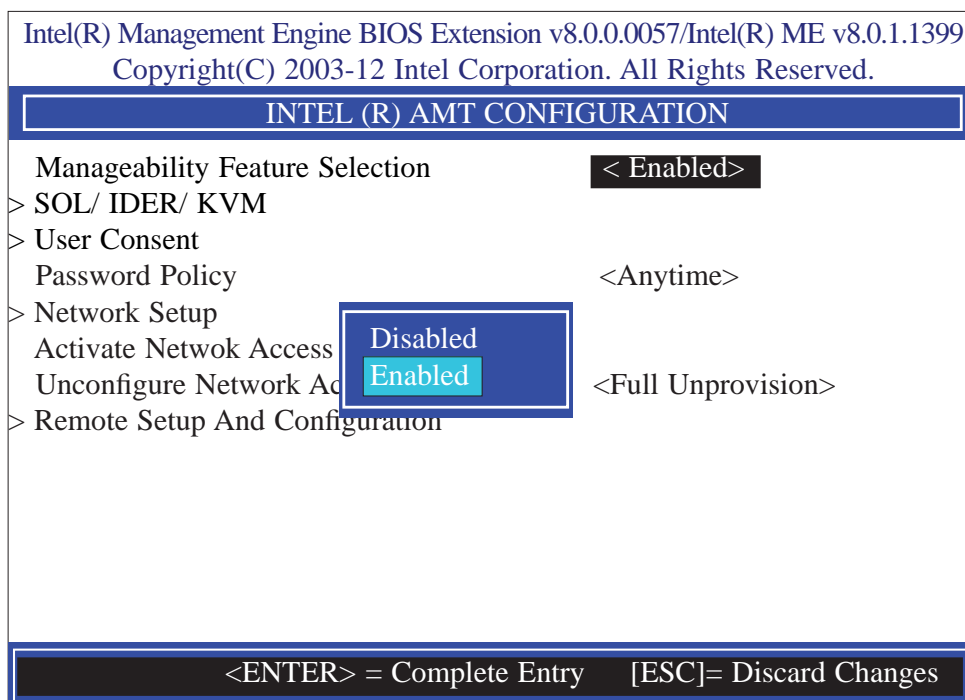 Intel(R) Management Engine BIOS Extension v8.0.0.0057/Intel(R) ME v8.0.1.1399
Copyright(C) 2003-12 Intel Corporation. All Rights Reserved.
INTEL (R) AMT CONFIGURATION
Manageability Feature Selection < Enabled>
> SOL/ IDER/ KVM
> User Consent
Password Policy <Anytime>
> Network Setup
Activate Netwok Access
Unconfigure Network <Full Unprovision>
> Remote Setup And Configuration
Disabled
Enabled
<ENTER> = Complete Entry [ESC]= Discard Changes